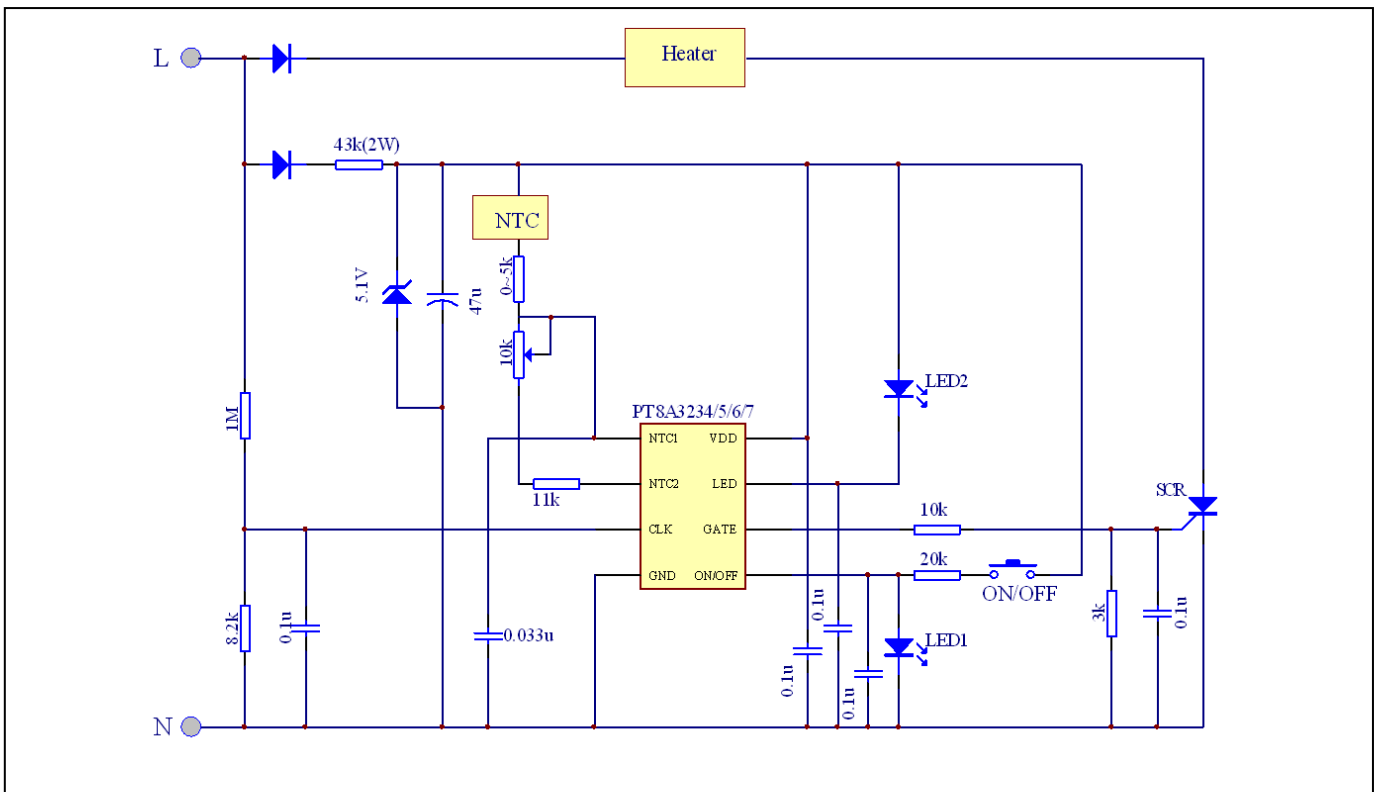 L
Heater
43k(2W)
NTC
5.1V
47u
0~5k
10k
LED2
1M
PT8A3234/5/6/7
NTC1 VDD
NTC2 LED
CLK GATE
GND ON/OFF
11k
SCR
10k
20k
ON/OFF
8.2k
0.1u
0.033u
0.1u
0.1u
0.1u
LED1
3k
0.1u
N